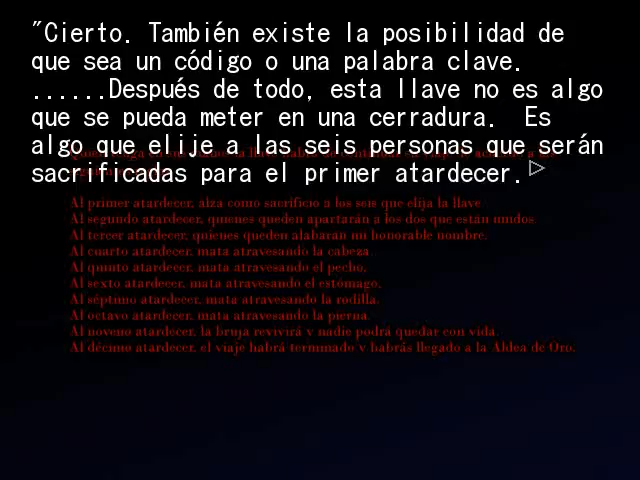 "Cierto. También existe la posibilidad de
que sea un código o una palabra clave.
......Después de todo, esta llave no es algo
que se pueda meter en una cerradura.  Es
algo que elije a las seis personas que serán
sacrificadas para el primer atardecer.
Al primer atardecer, alza como sacrificio a los seis que elija la llave
Al segundo atardecer, quienes queden apartarán a los dos que están unidos.
Al tercer atardecer, quienes queden alabarán mi honorable nombre.
Al cuarto atardecer, mata atravesando la cabeza.
Al quinto atardecer, mata atravesando el pecho.
Al sexto atardecer, mata atravesando el estómago.
Al séptimo atardecer, mata atravesando la rodilla.
Al octavo atardecer, mata atravesando la pierna.
Al noveno atardecer, la bruja revivirá y nadie podrá quedar con vida.
Al décimo atardecer, el viaje habrá terminado y habrás llegado a la Aldea de Oro.